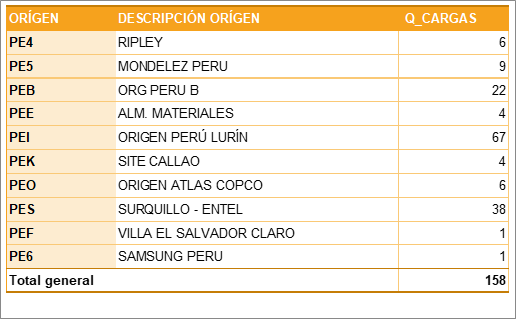 ORÍGEN DESCRIPCIÓN ORÍGEN Q_CARGAS
PE4 RIPLEY 6
PE5 MONDELEZ PERU 9
PEB ORG PERU B 22
PEE ALM. MATERIALES 4
PEI ORIGEN PERÚ LURÍN 67
PEK SITE CALLAO 4
PEO ORIGEN ATLAS COPCO 6
PES SURQUILLO - ENTEL 38
PEF VILLA EL SALVADOR CLARO 1
PE6 SAMSUNG PERU 1
Total general 158